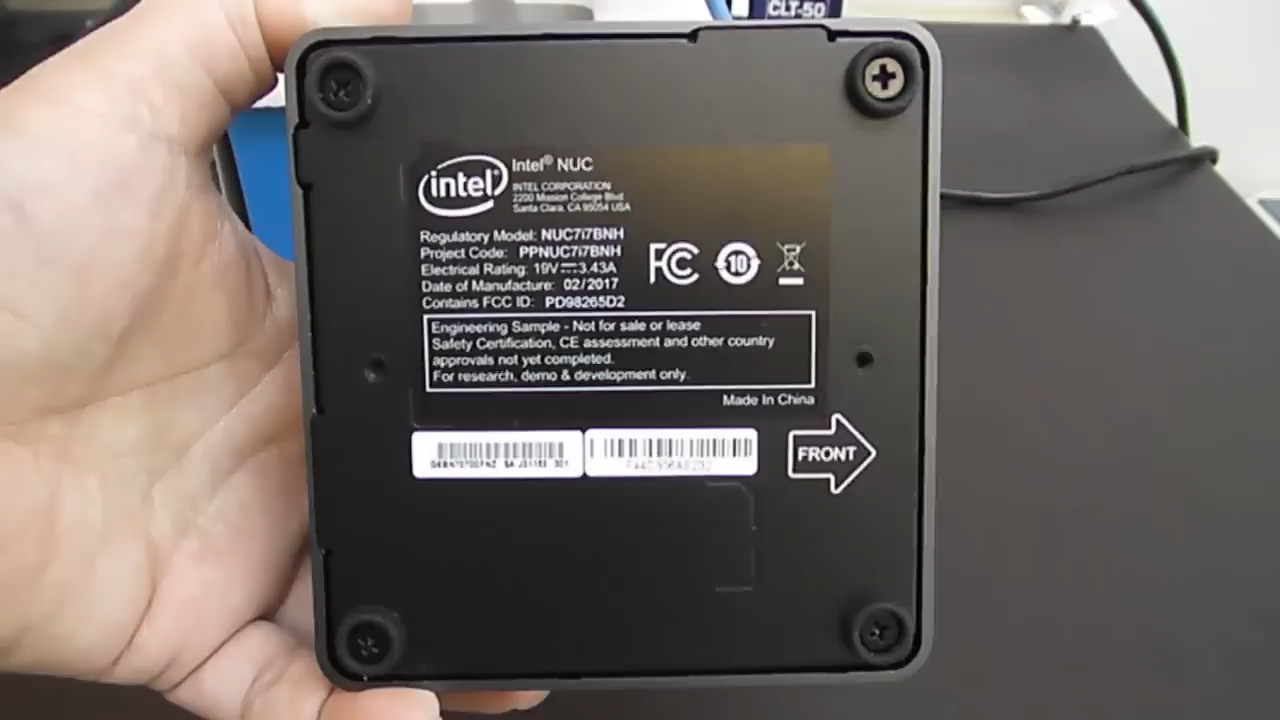 CLT-50
intel®
Intel® NUC
INTEL CORPORATION
2200 Mission College Blvd.
Santa Clara, CA 95054 USA
Regulatory Model: NUC7i7BNH
Project Code: PPNUC7i7BNH
Electrical Rating: 19V⎓3.43A
Date of Manufacture: 02/2017
Contains FCC ID: PD98265D2
FC
10
Engineering Sample - Not for sale or lease
Safety Certification, CE assessment and other country
approvals not yet completed.
For research, demo & development only.
Made In China
FRONT